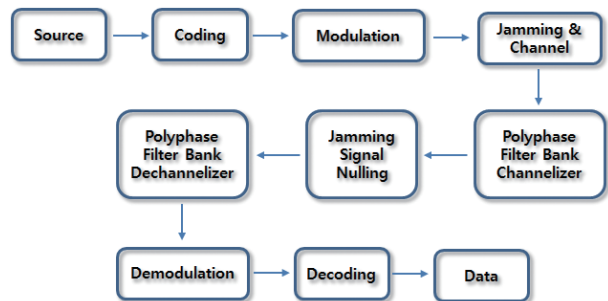 Source
Coding
Modulation
Jamming &
Channel
Polyphase
Filter Bank
Channelizer
Jamming
Signal
Nulling
Polyphase
Filter Bank
Dechannelizer
Demodulation
Decoding
Data